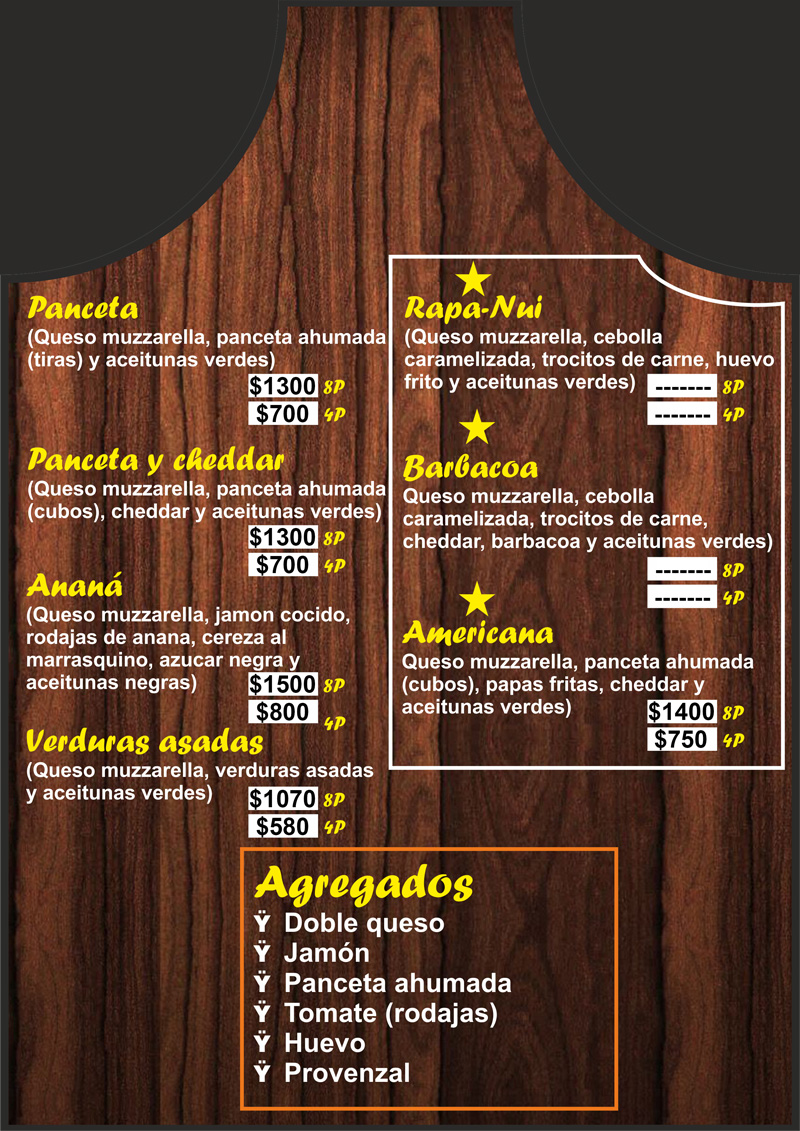 Panceta
(Queso muzzarella, panceta ahumada
(tiras) y aceitunas verdes)
$1300 8P
$700 4P
Panceta y cheddar
(Queso muzzarella, panceta ahumada
(cubos), cheddar y aceitunas verdes)
$1300 8P
$700 4P
Ananá
(Queso muzzarella, jamon cocido,
rodajas de anana, cereza al
marrasquino, azucar negra y
aceitunas negras)
$1500 8P
$800 4P
Verduras asadas
(Queso muzzarella, verduras asadas
y aceitunas verdes)
$1070 8P
$580 4P
Rapa-Nui
(Queso muzzarella, cebolla
caramelizada, trocitos de carne, huevo
frito y aceitunas verdes)
------- 8P
------- 4P
Barbacoa
Queso muzzarella, cebolla
caramelizada, trocitos de carne,
cheddar, barbacoa y aceitunas verdes)
------- 8P
------- 4P
Americana
Queso muzzarella, panceta ahumada
(cubos), papas fritas, cheddar y
aceitunas verdes)
$1400 8P
$750 4P
Agregados
Ÿ Doble queso
Ÿ Jamón
Ÿ Panceta ahumada
Ÿ Tomate (rodajas)
Ÿ Huevo
Ÿ Provenzal